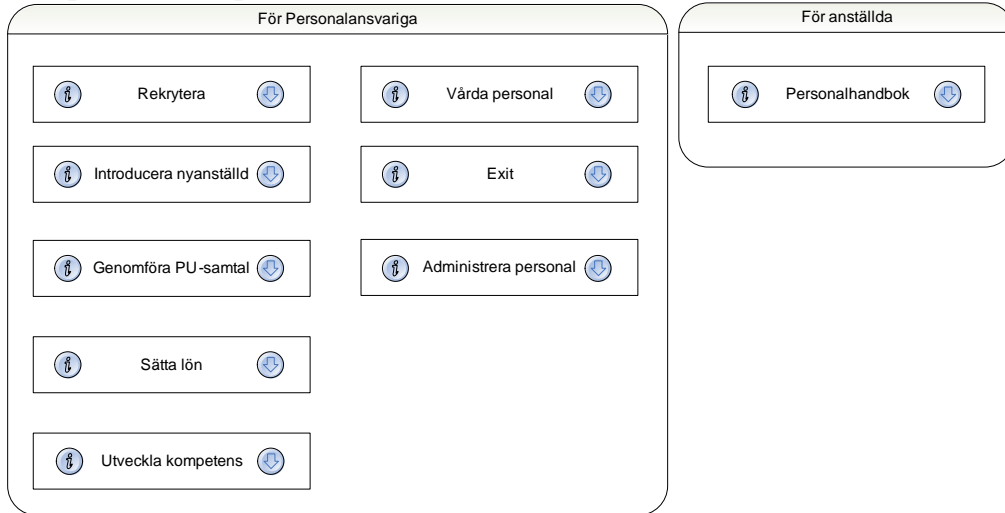 För Personalansvariga
Rekrytera
Introducera nyanställd
Genomföra PU-samtal
Sätta lön
Utveckla kompetens
Vårda personal
Exit
Administrera personal
För anställda
Personalhandbok